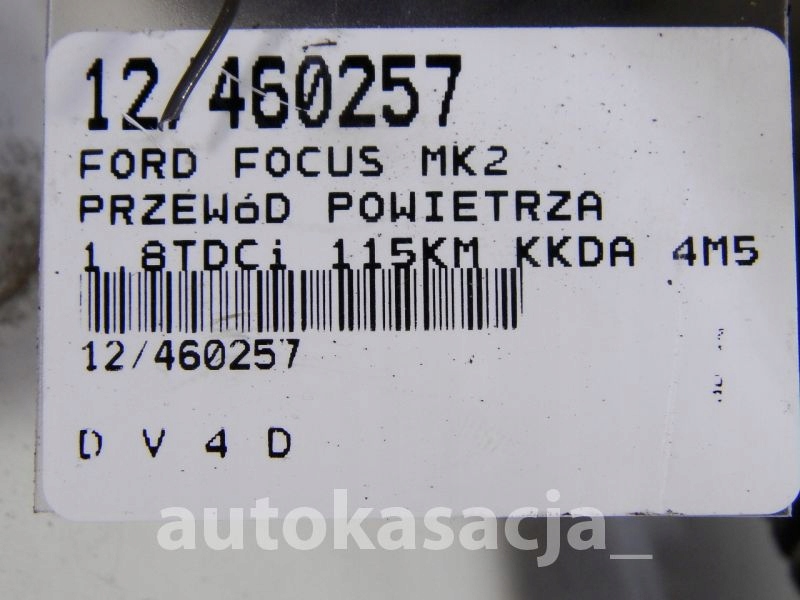 12/460257
FORD FOCUS MK2
PRZEWóD POWIETRZA
1.8TDCi 115KM KKDA 4M5
12/460257
D V 4 D
autokasacja_